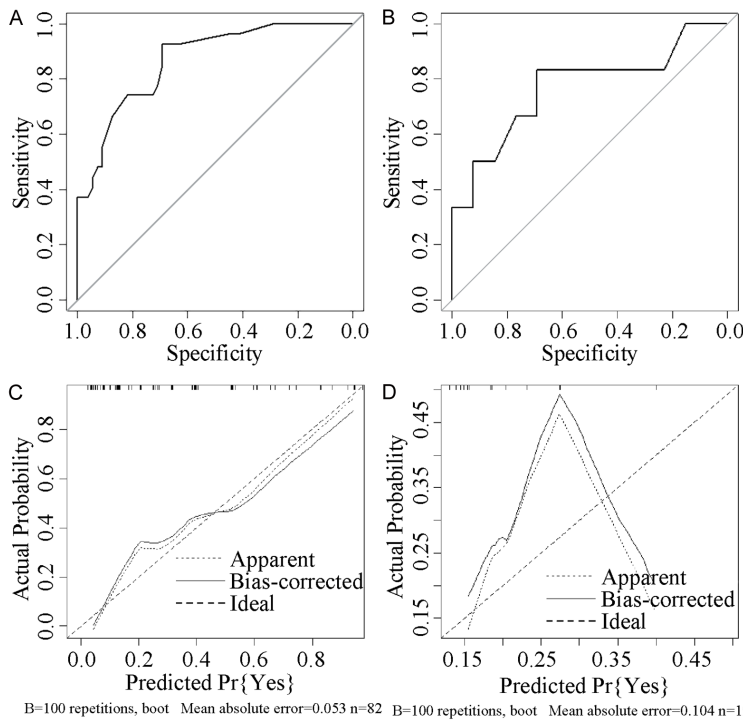 A
B
Sensitivity
1.0
0.8
0.6
0.4
0.2
0.0
1.0 0.8 0.6 0.4 0.2 0.0
Specificity
Sensitivity
1.0
0.8
0.6
0.4
0.2
0.0
1.0 0.8 0.6 0.4 0.2 0.0
Specificity
C
D
Actual Probability
0.8
0.6
0.4
0.2
0.0
Apparent
Bias-corrected
Ideal
0.0 0.2 0.4 0.6 0.8
Predicted Pr{Yes}
B=100 repetitions, boot Mean absolute error=0.053 n=82
Actual Probability
0.45
0.35
0.25
0.15
Apparent
Bias-corrected
Ideal
0.15 0.25 0.35 0.45
Predicted Pr{Yes}
B=100 repetitions, boot Mean absolute error=0.104 n=1